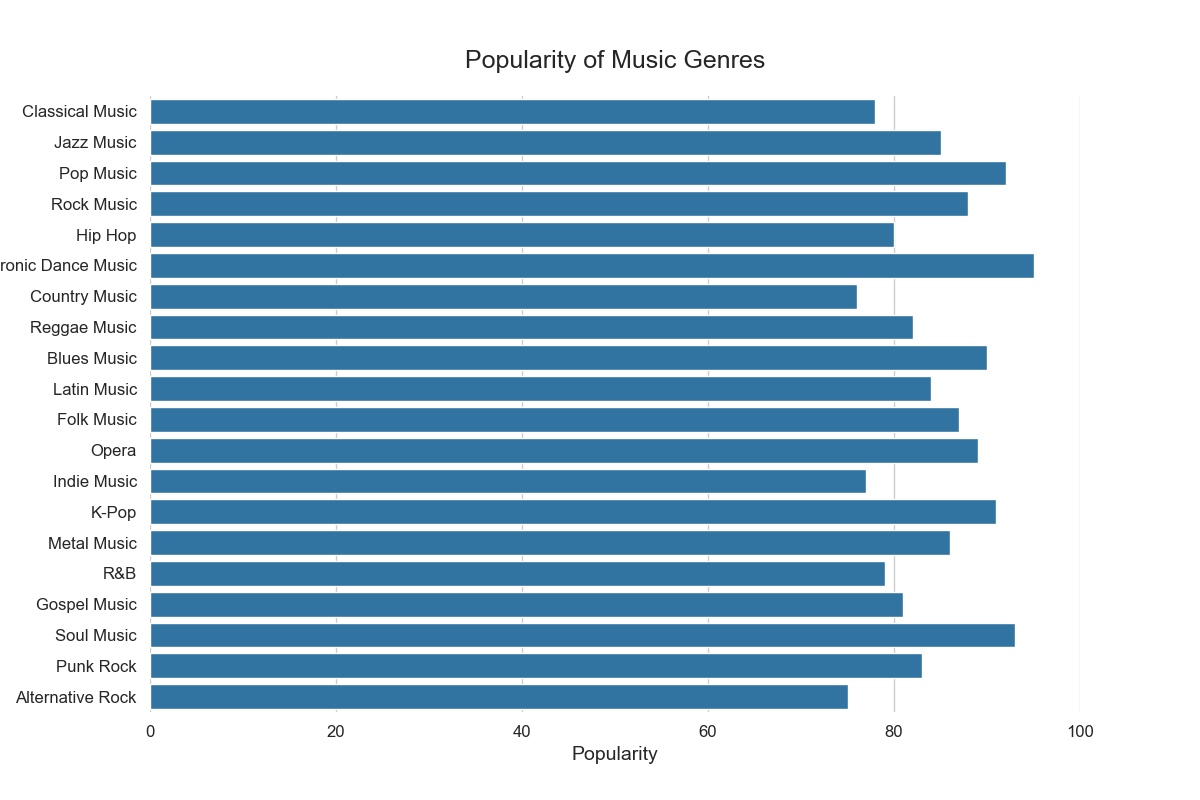 Popularity of Music Genres
Classical Music
Jazz Music
Pop Music
Rock Music
Hip Hop
ronic Dance Music
Country Music
Reggae Music
Blues Music
Latin Music
Folk Music
Opera
Indie Music
K-Pop
Metal Music
R&B
Gospel Music
Soul Music
Punk Rock
Alternative Rock
0 20 40 60 80 100
Popularity